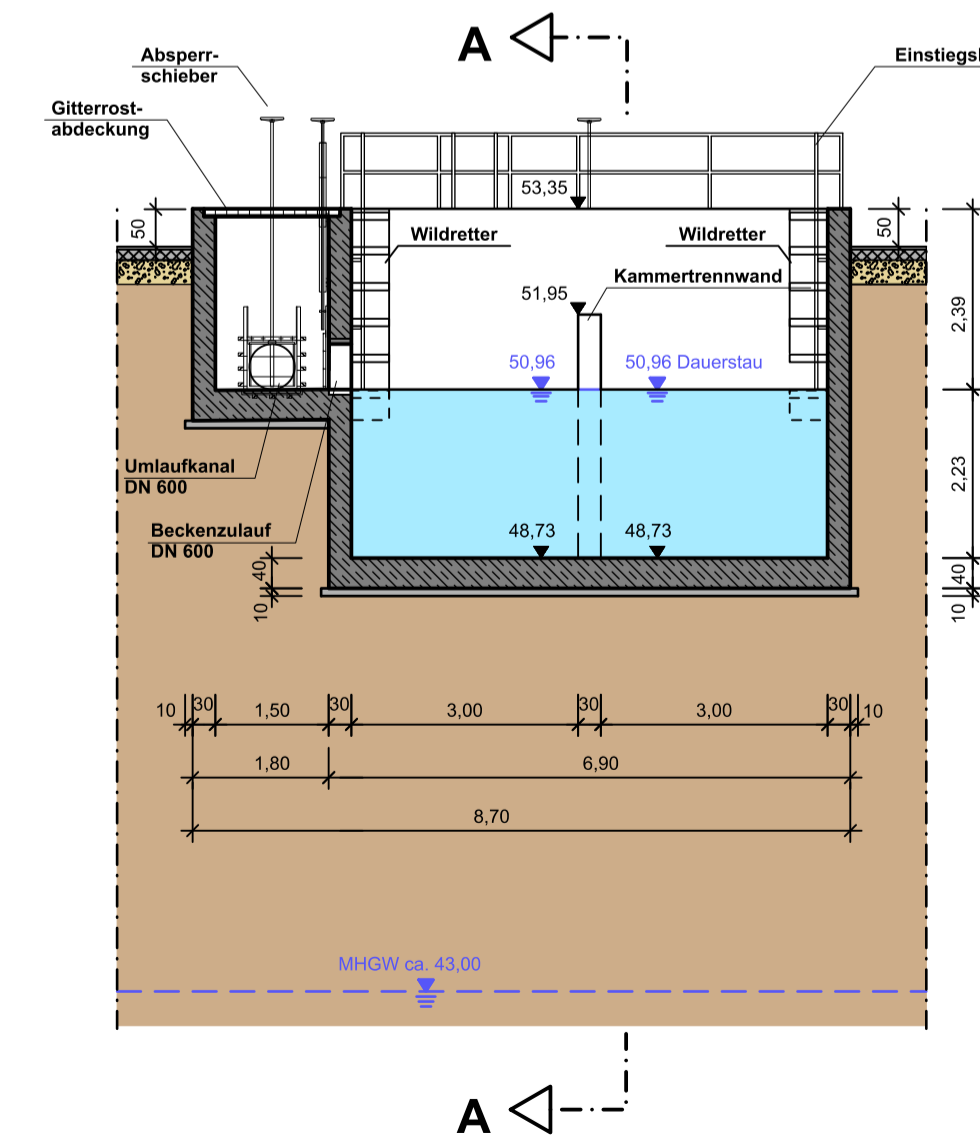 A
Absperr-
schieber
Einstiegs
Gitterrost-
abdeckung
53,35
50
50
Wildretter
Wildretter
Kammertrennwand
51,95
2,39
50,96
50,96 Dauerstau
Umlaufkanal
DN 600
2,23
Beckenzulauf
DN 600
48,73
48,73
40
10
40
10
10
30
1,50
30
3,00
30
3,00
30
10
1,80
6,90
8,70
MHGW ca. 43,00
A